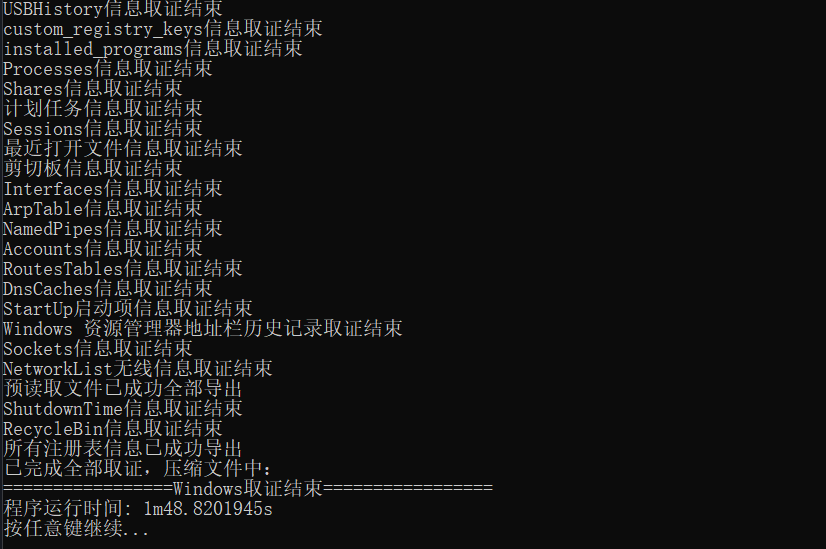 USBHistory信息取证结束
custom_registry_keys信息取证结束
installed_programs信息取证结束
Processes信息取证结束
Shares信息取证结束
计划任务信息取证结束
Sessions信息取证结束
最近打开文件信息取证结束
剪切板信息取证结束
Interfaces信息取证结束
ArpTable信息取证结束
NamedPipes信息取证结束
Accounts信息取证结束
RoutesTables信息取证结束
DnsCaches信息取证结束
StartUp启动项信息取证结束
Windows 资源管理器地址栏历史记录取证结束
Sockets信息取证结束
NetworkList无线信息取证结束
预读取文件已成功全部导出
ShutdownTime信息取证结束
RecycleBin信息取证结束
所有注册表信息已成功导出
已完成全部取证，压缩文件中：
=================Windows取证结束=================
程序运行时间: 1m48.8201945s
按任意键继续...